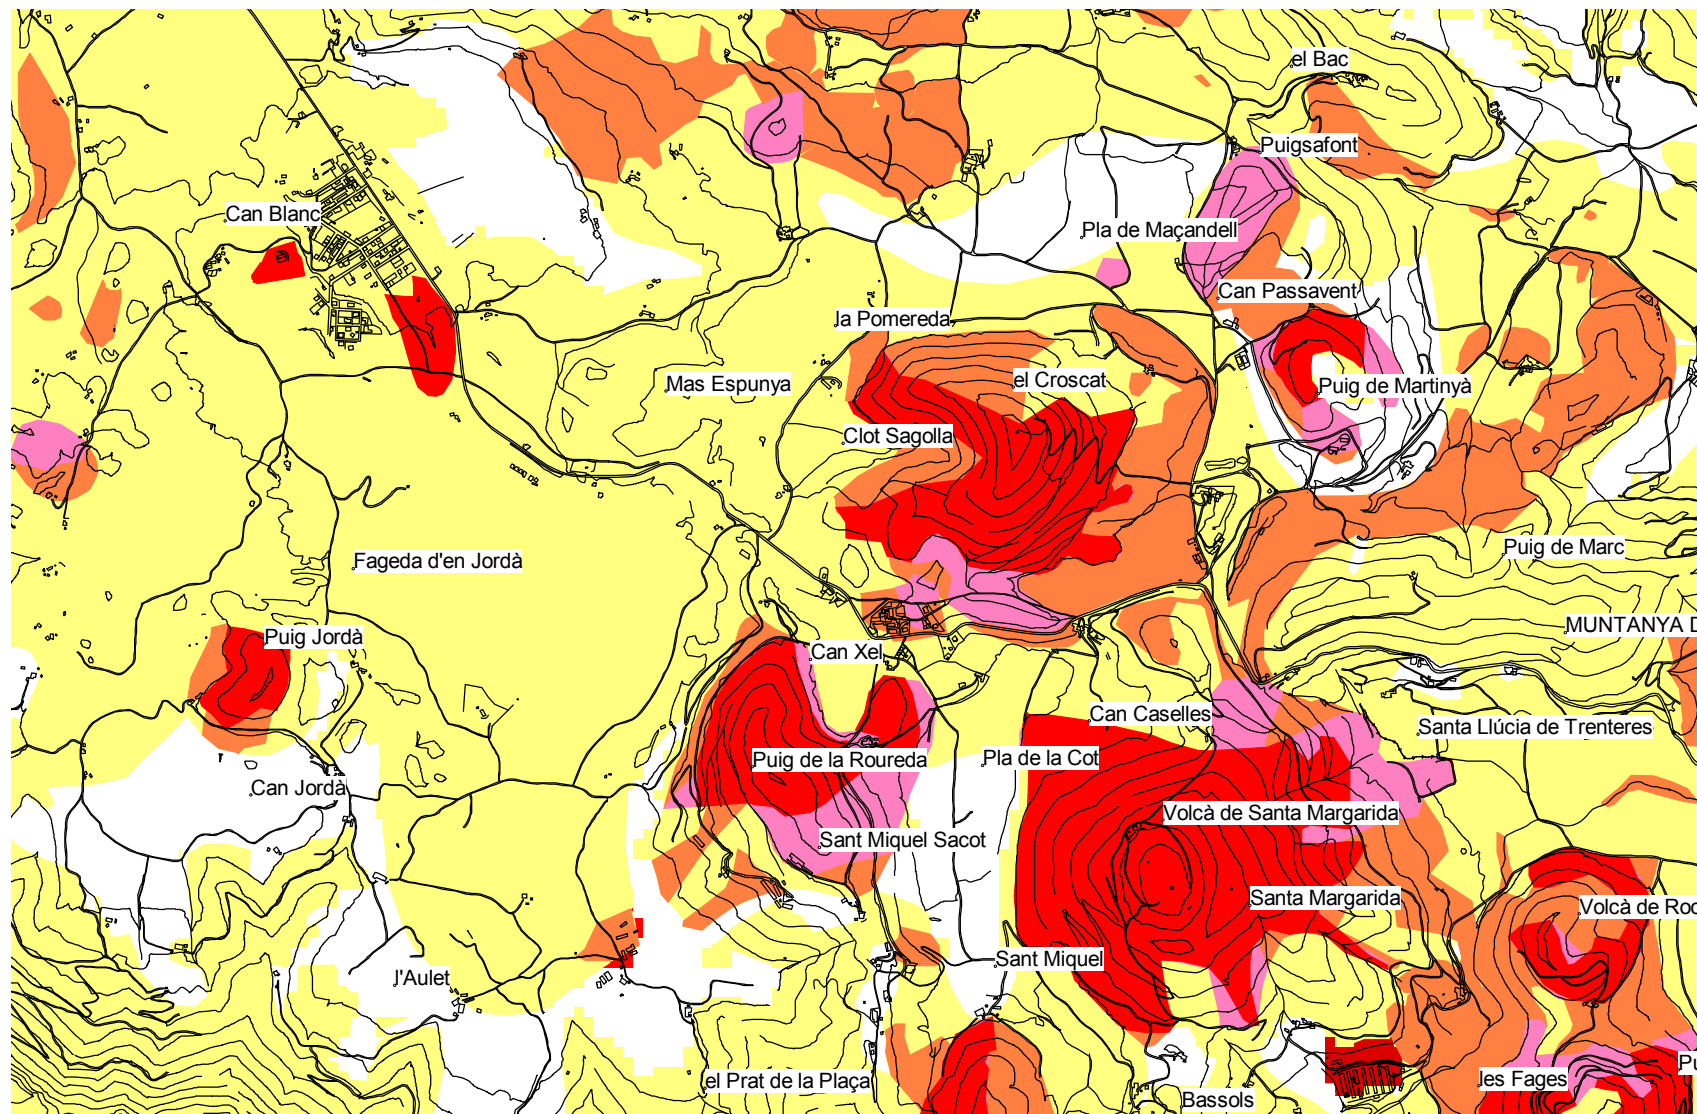 el Bac
Puigsafont
Can Blanc
Pla de Maçandell
Can Passavent
la Pomereda
Mas Espunya
el Croscat
Puig de Martinyà
Clot Sagolla
Fageda d'en Jordà
Puig de Marc
Puig Jordà
MUNTANYA D
Can Xel
Can Caselles
Santa Llúcia de Trenteres
Puig de la Roureda
Pla de la Cot
Can Jordà
Volcà de Santa Margarida
Sant Miquel Sacot
Santa Margarida
Volcà de Roc
Sant Miquel
l'Aulet
Pu
el Prat de la Plaça
les Fages
Bassols